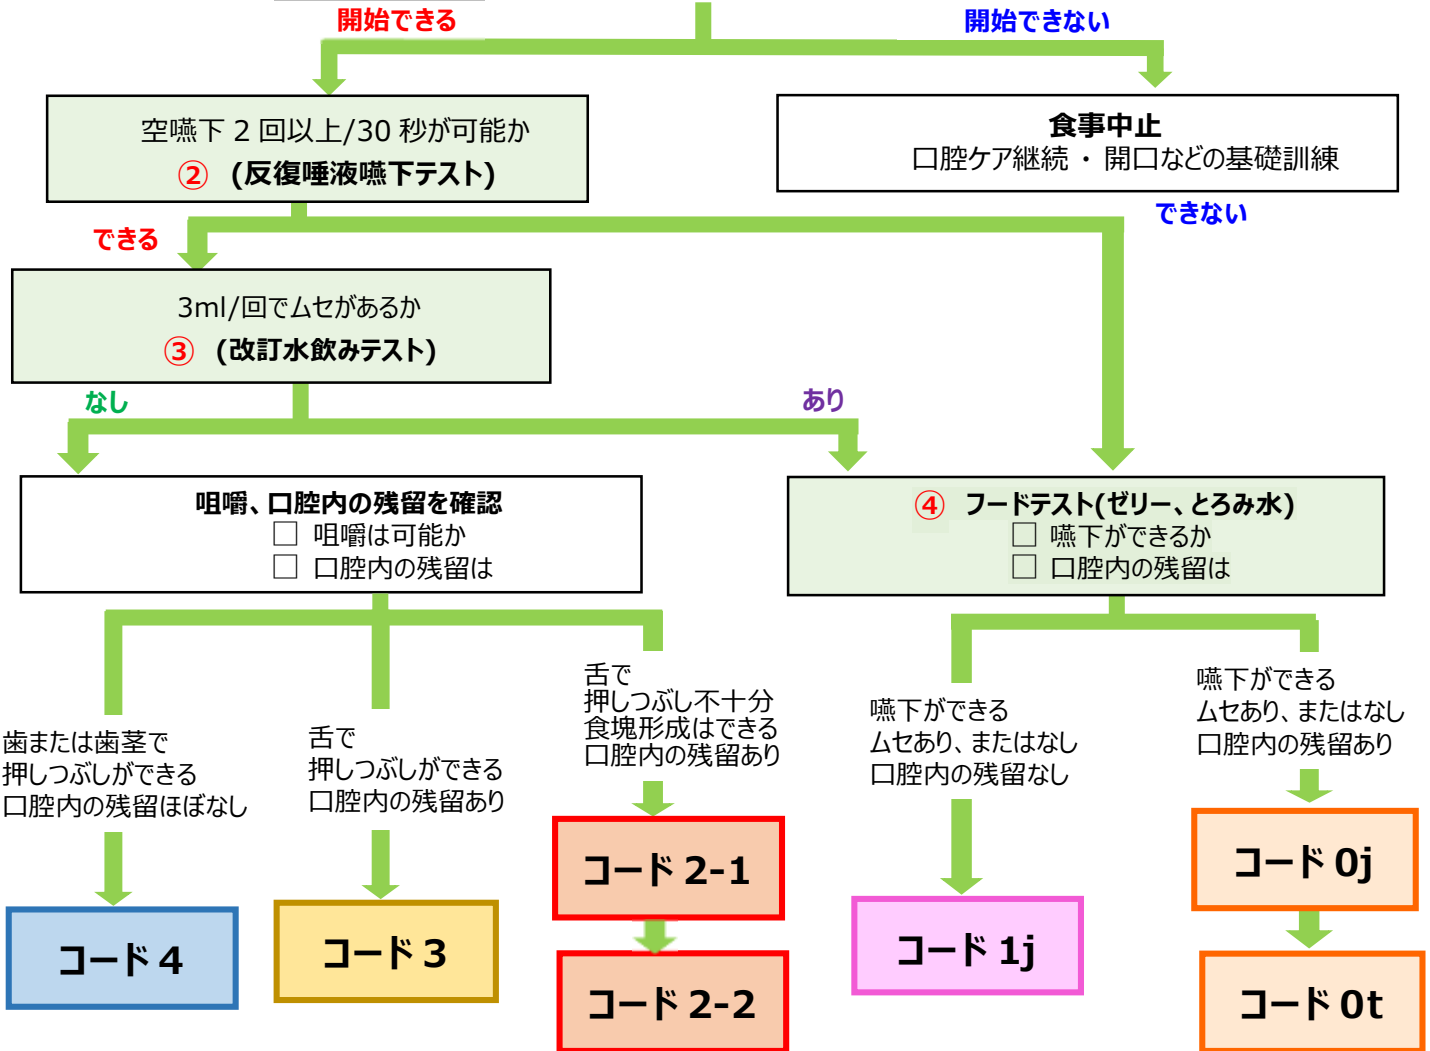 開始できる
開始できない
空嚥下 2 回以上/30 秒が可能か
② (反復唾液嚥下テスト)
食事中止
口腔ケア継続 ・ 開口などの基礎訓練
できる
できない
3ml/回でムセがあるか
③ (改訂水飲みテスト)
なし
あり
咀嚼、口腔内の残留を確認
□ 咀嚼は可能か
□ 口腔内の残留は
④ フードテスト(ゼリー、とろみ水)
□ 嚥下ができるか
□ 口腔内の残留は
歯または歯茎で
押しつぶしができる
口腔内の残留ほぼなし
舌で
押しつぶしができる
口腔内の残留あり
舌で
押しつぶし不十分
食塊形成はできる
口腔内の残留あり
嚥下ができる
ムセあり、またはなし
口腔内の残留なし
嚥下ができる
ムセあり、またはなし
口腔内の残留あり
コード 4
コード 3
コード 2-1
コード 2-2
コード 1j
コード 0j
コード 0t